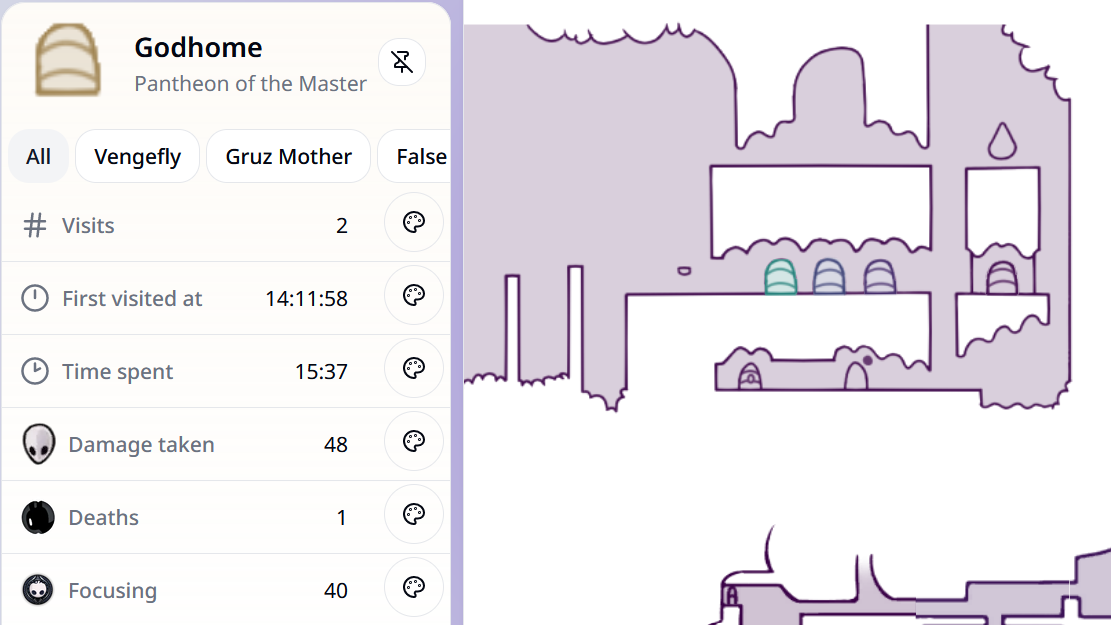 Godhome
Pantheon of the Master
All Vengefly Gruz Mother False
Visits 2
First visited at 14:11:58
Time spent 15:37
Damage taken 48
Deaths 1
Focusing 40